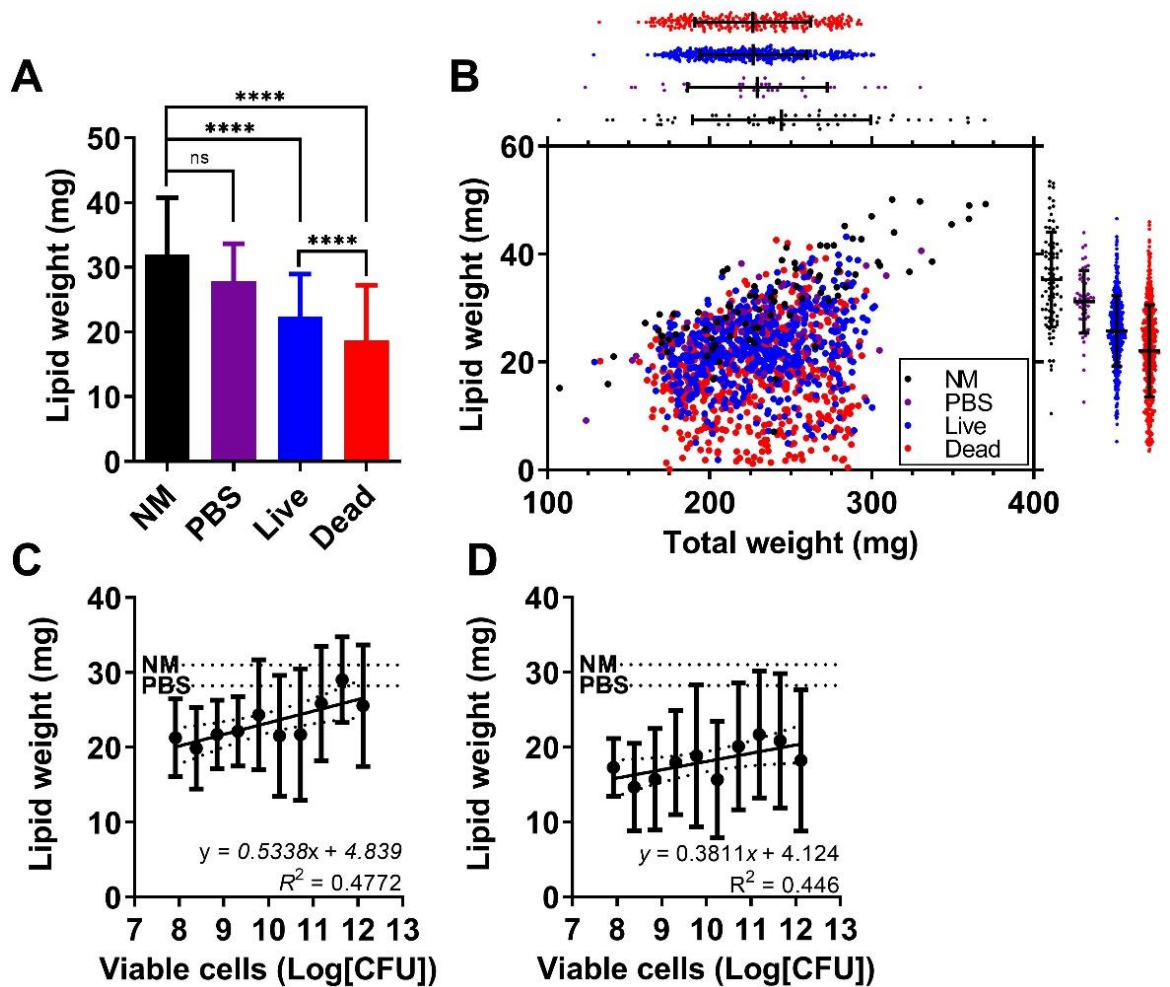 A
****
****
ns
****
Lipid weight (mg)
50
40
30
20
10
0
NM
PBS
Live
Dead
B
Lipid weight (mg)
60
40
20
0
NM
PBS
Live
Dead
100
200
300
400
Total weight (mg)
C
Lipid weight (mg)
40
30
20
10
0
NM
PBS
y = 0.5338x + 4.839
R² = 0.4772
7 8 9 10 11 12 13
Viable cells (Log[CFU])
D
Lipid weight (mg)
40
30
20
10
0
NM
PBS
y = 0.3811x + 4.124
R² = 0.446
7 8 9 10 11 12 13
Viable cells (Log[CFU])